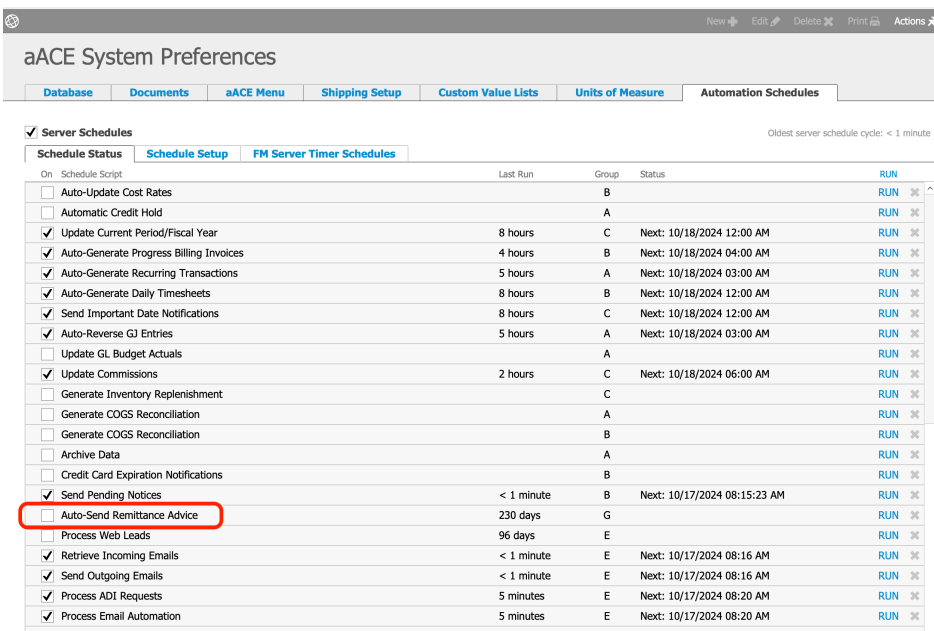 New Edit Delete Print Actions
aACE System Preferences
Database Documents aACE Menu Shipping Setup Custom Value Lists Units of Measure Automation Schedules
Server Schedules Oldest server schedule cycle: < 1 minute
Schedule Status Schedule Setup FM Server Timer Schedules
On Schedule Script Last Run Group Status RUN
Auto-Update Cost Rates B RUN
Automatic Credit Hold A RUN
Update Current Period/Fiscal Year 8 hours C Next: 10/18/2024 12:00 AM RUN
Auto-Generate Progress Billing Invoices 4 hours B Next: 10/18/2024 04:00 AM RUN
Auto-Generate Recurring Transactions 5 hours A Next: 10/18/2024 03:00 AM RUN
Auto-Generate Daily Timesheets 8 hours B Next: 10/18/2024 12:00 AM RUN
Send Important Date Notifications 8 hours C Next: 10/18/2024 12:00 AM RUN
Auto-Reverse GJ Entries 5 hours A Next: 10/18/2024 03:00 AM RUN
Update GL Budget Actuals A RUN
Update Commissions 2 hours C Next: 10/18/2024 06:00 AM RUN
Generate Inventory Replenishment C RUN
Generate COGS Reconciliation A RUN
Generate COGS Reconciliation B RUN
Archive Data A RUN
Credit Card Expiration Notifications B RUN
Send Pending Notices < 1 minute B Next: 10/17/2024 08:15:23 AM RUN
Auto-Send Remittance Advice 230 days G RUN
Process Web Leads 96 days E RUN
Retrieve Incoming Emails < 1 minute E Next: 10/17/2024 08:16 AM RUN
Send Outgoing Emails < 1 minute E Next: 10/17/2024 08:16 AM RUN
Process ADI Requests 5 minutes E Next: 10/17/2024 08:20 AM RUN
Process Email Automation 5 minutes E Next: 10/17/2024 08:20 AM RUN